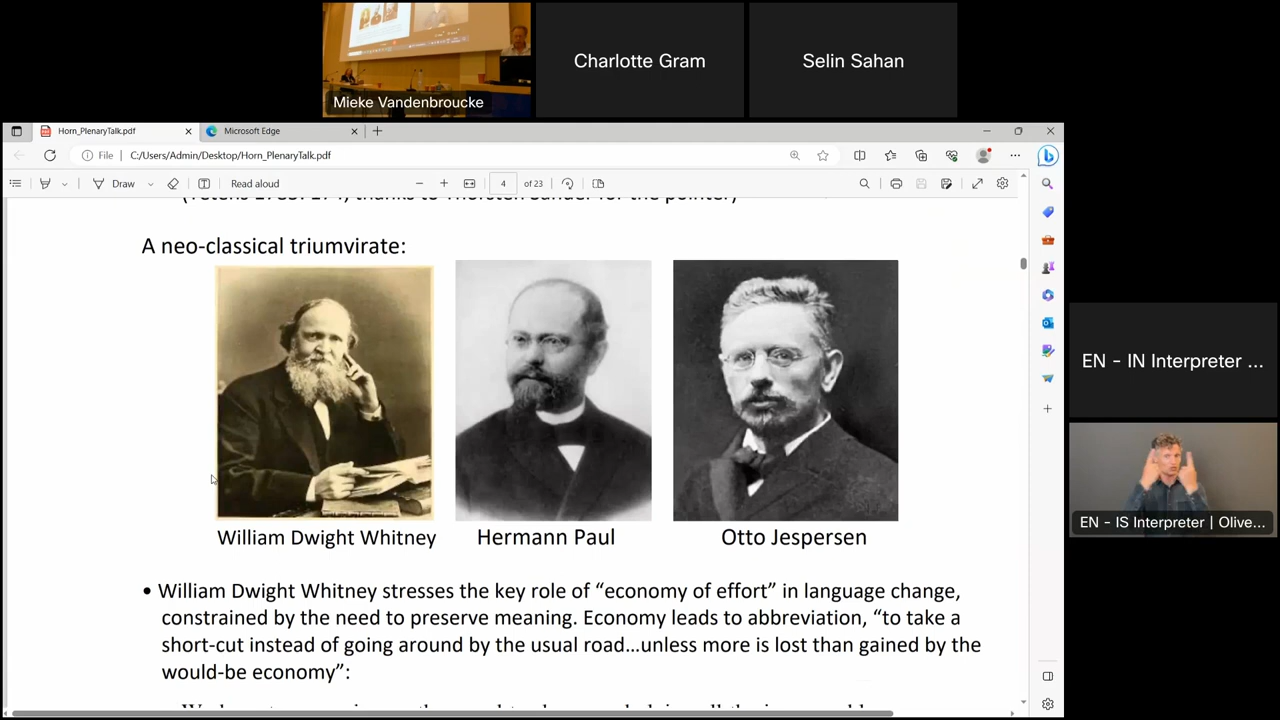 Mieke Vandenbroucke
Charlotte Gram
Selin Sahan
Horn_PlenaryTalk.pdf
Microsoft Edge
File
C:/Users/Admin/Desktop/Horn_PlenaryTalk.pdf
Draw
Read aloud
4
of 23
A neo-classical triumvirate:
William Dwight Whitney
Hermann Paul
Otto Jespersen
• William Dwight Whitney stresses the key role of “economy of effort” in language change,
constrained by the need to preserve meaning. Economy leads to abbreviation, “to take a
short-cut instead of going around by the usual road…unless more is lost than gained by the
would-be economy”:
EN - IN Interpreter ...
EN - IS Interpreter | Olive...